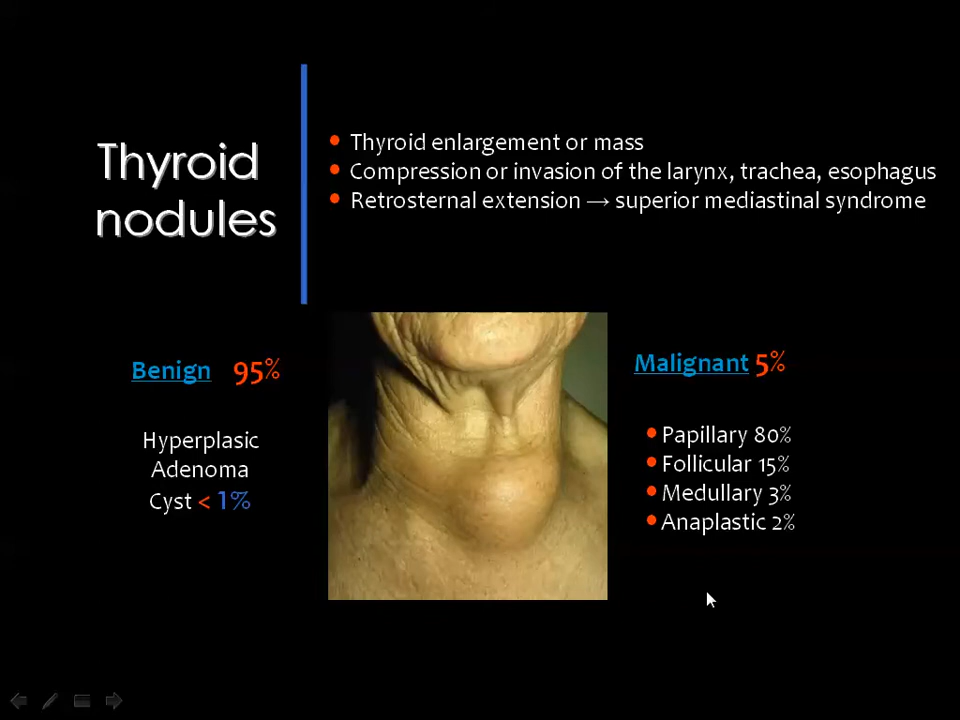 Thyroid
nodules
• Thyroid enlargement or mass
• Compression or invasion of the larynx, trachea, esophagus
• Retrosternal extension → superior mediastinal syndrome
Benign 95%
Hyperplasic
Adenoma
Cyst < 1%
Malignant 5%
• Papillary 80%
• Follicular 15%
• Medullary 3%
• Anaplastic 2%